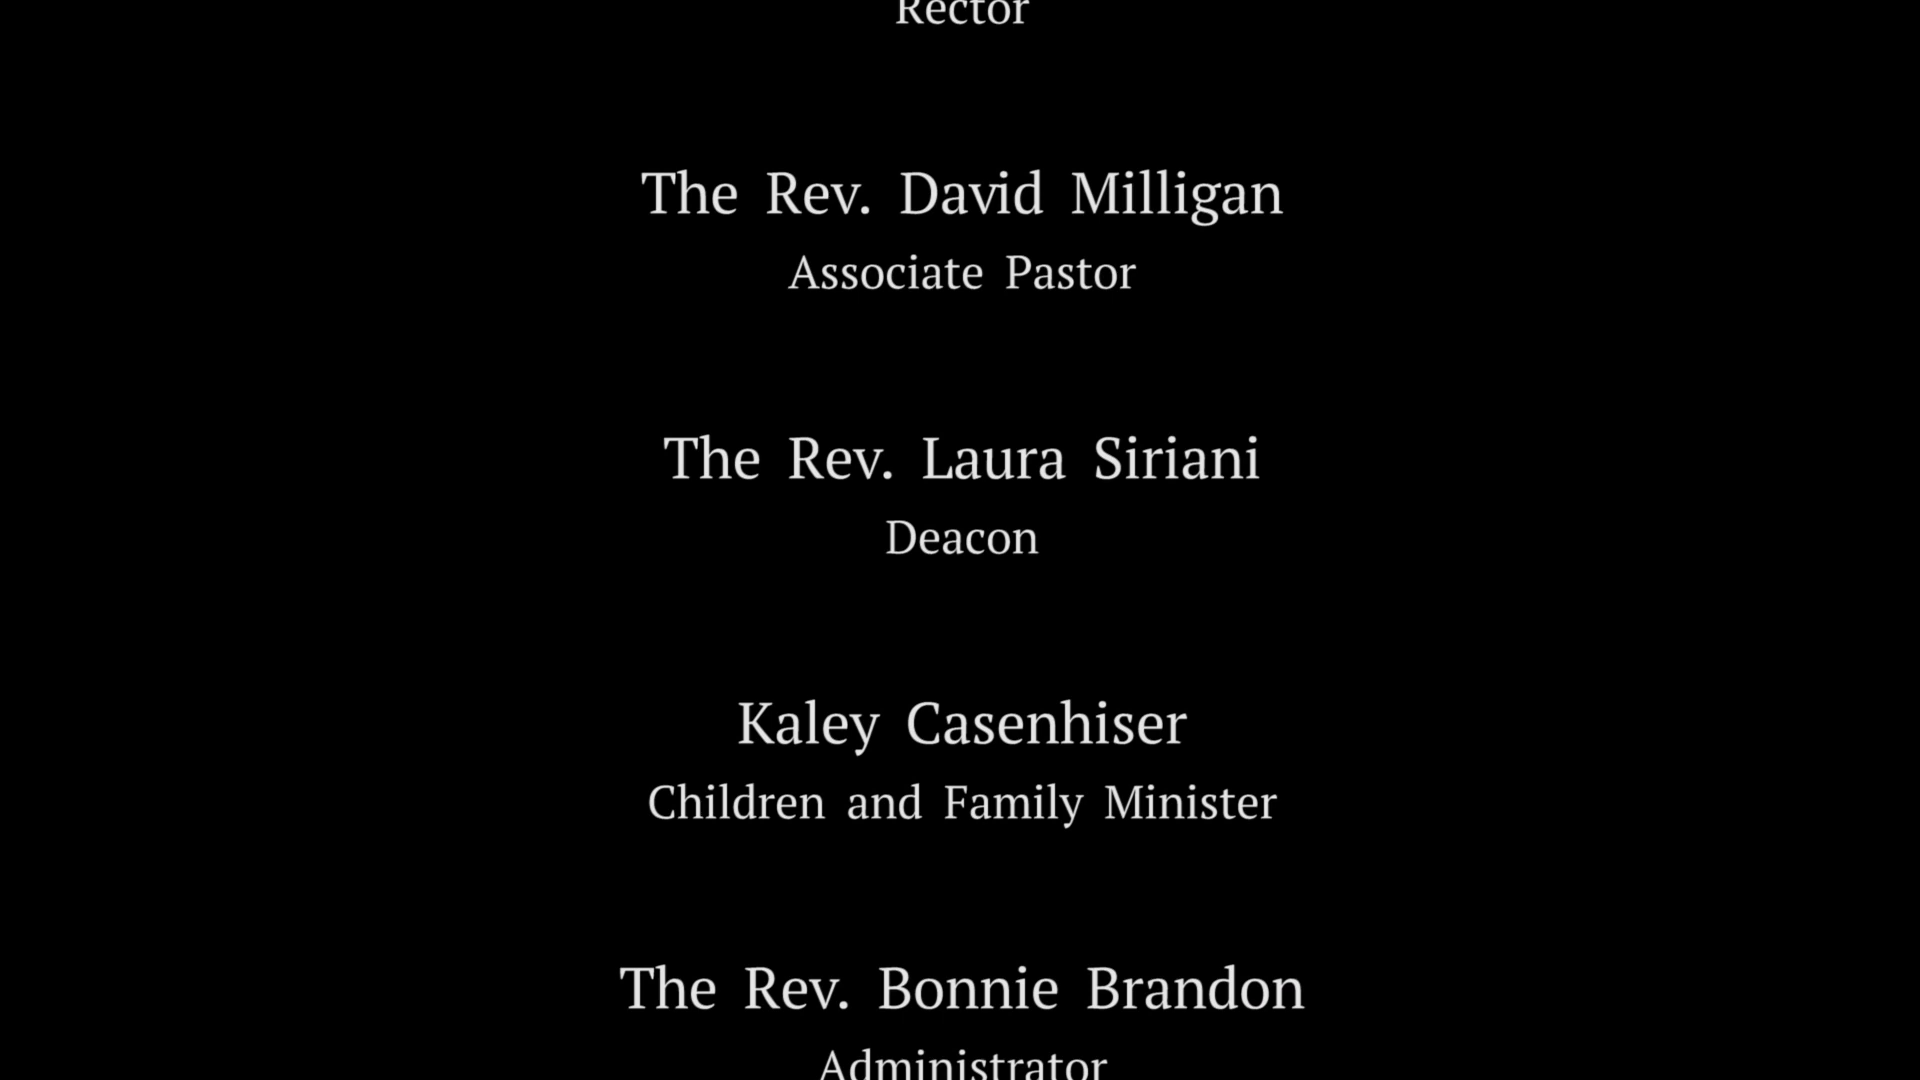 Rector
The Rev. David Milligan
Associate Pastor
The Rev. Laura Siriani
Deacon
Kaley Casenhiser
Children and Family Minister
The Rev. Bonnie Brandon
Administrator